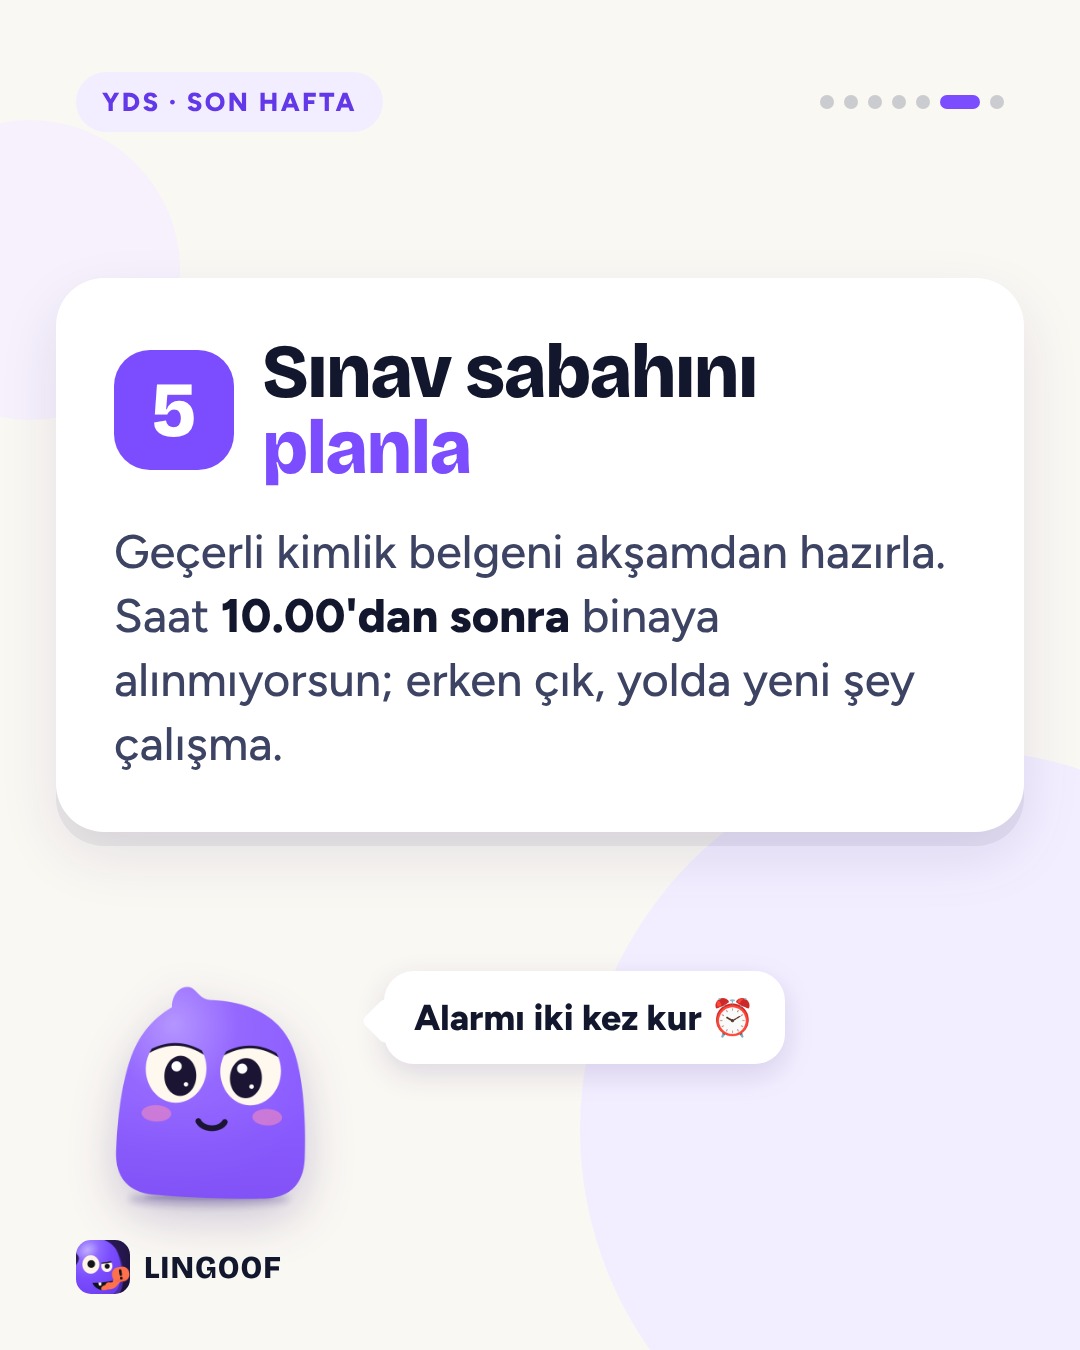 YDS · SON HAFTA
5
Sınav sabahını
planla
Geçerli kimlik belgeni akşamdan hazırla.
Saat 10.00'dan sonra binaya
alınmıyorsun; erken çık, yolda yeni şey
çalışma.
Alarmı iki kez kur ⏰
LINGOOF